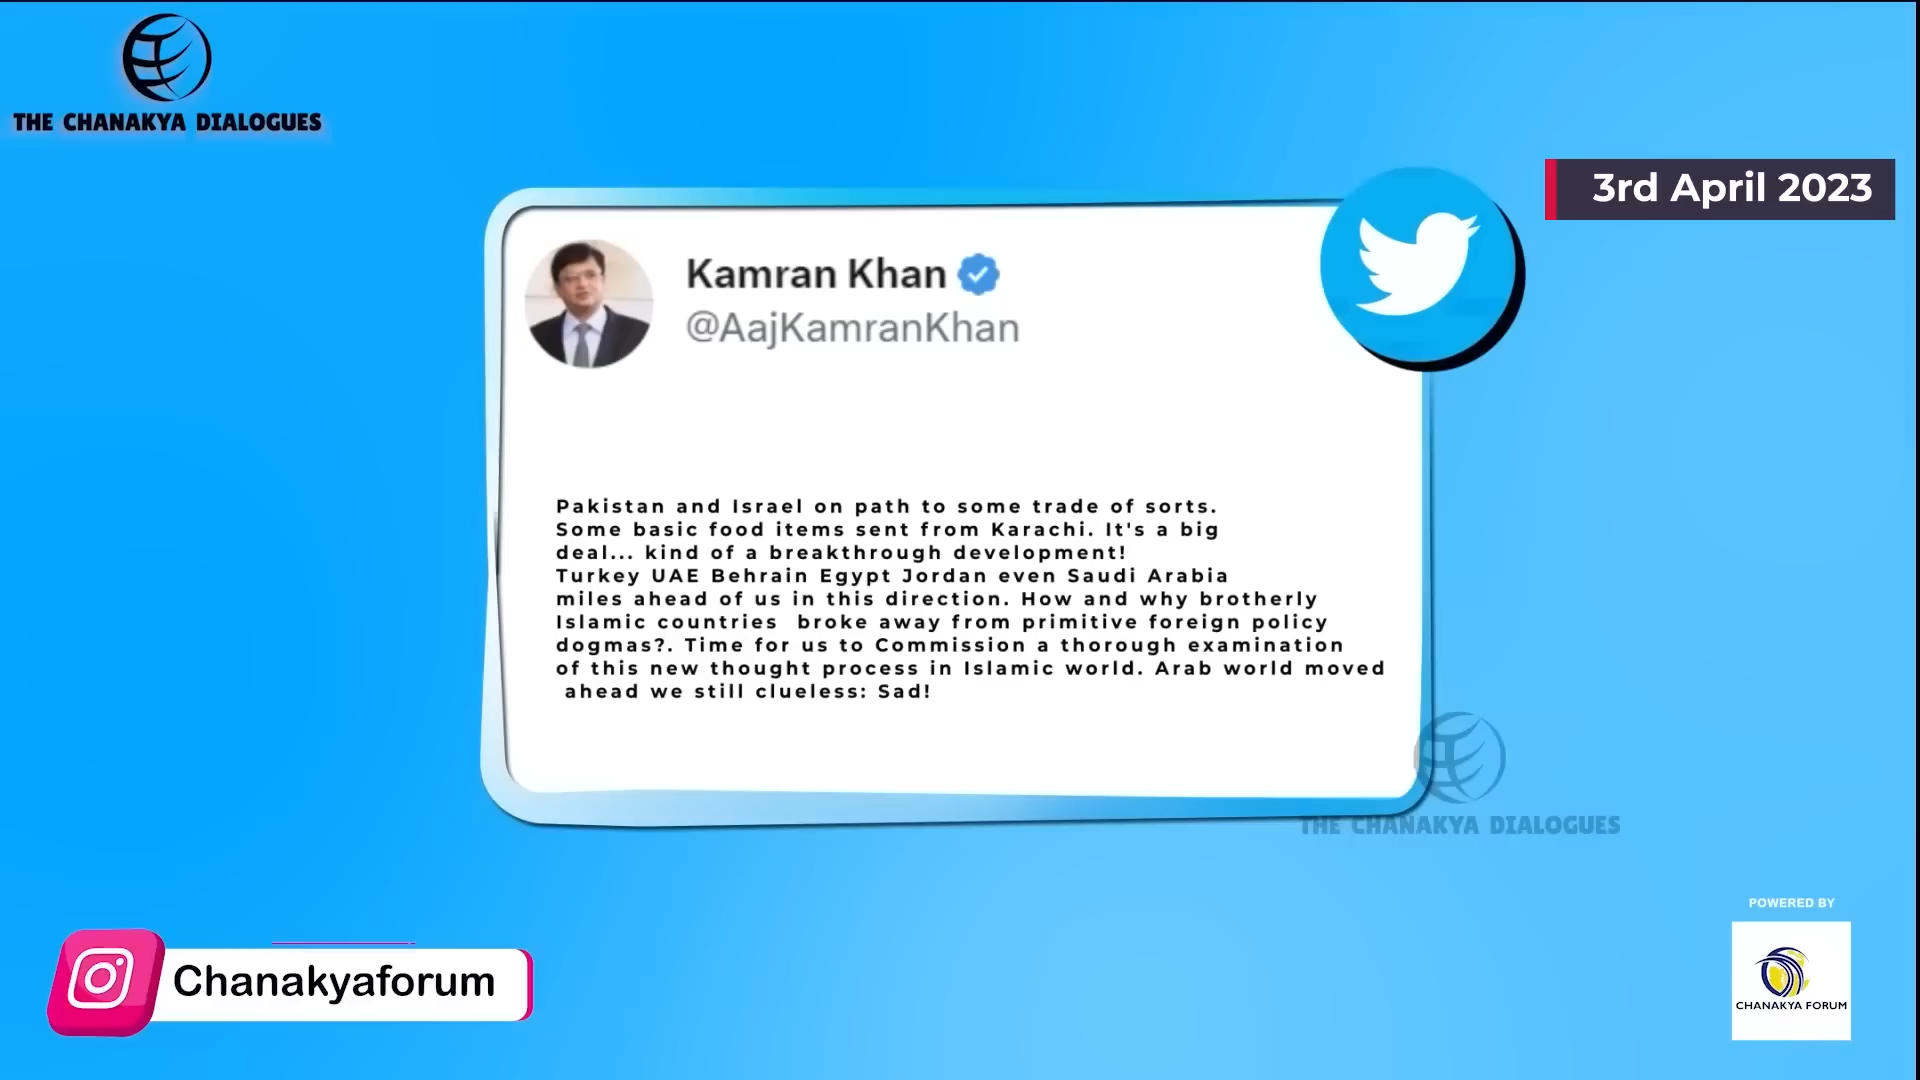 THE CHANAKYA DIALOGUES
3rd April 2023
Kamran Khan
@AajKamranKhan
Pakistan and Israel on path to some trade of sorts.
Some basic food items sent from Karachi. It's a big
deal... kind of a breakthrough development!
Turkey UAE Behrain Egypt Jordan even Saudi Arabia
miles ahead of us in this direction. How and why brotherly
Islamic countries broke away from primitive foreign policy
dogmas?. Time for us to Commission a thorough examination
of this new thought process in Islamic world. Arab world moved
ahead we still clueless: Sad!
THE CHANAKYA DIALOGUES
POWERED BY
CHANAKYA FORUM
Chanakyaforum